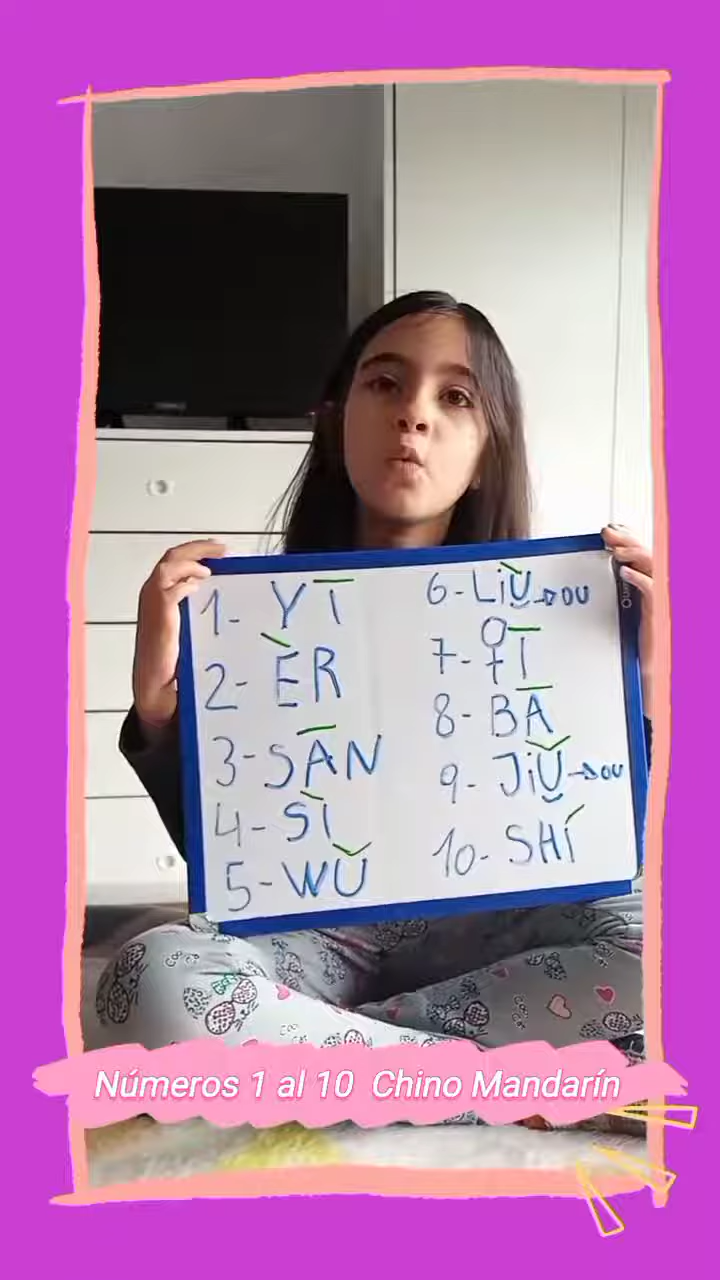 1- YĪ
2- ÈR
3- SĀN
4- SÌ
5- WǓ
6- LiÙ→OU
7- QĪ
8- BĀ
9- JiǓ→OU
10- SHÍ
Números 1 al 10 Chino Mandarín